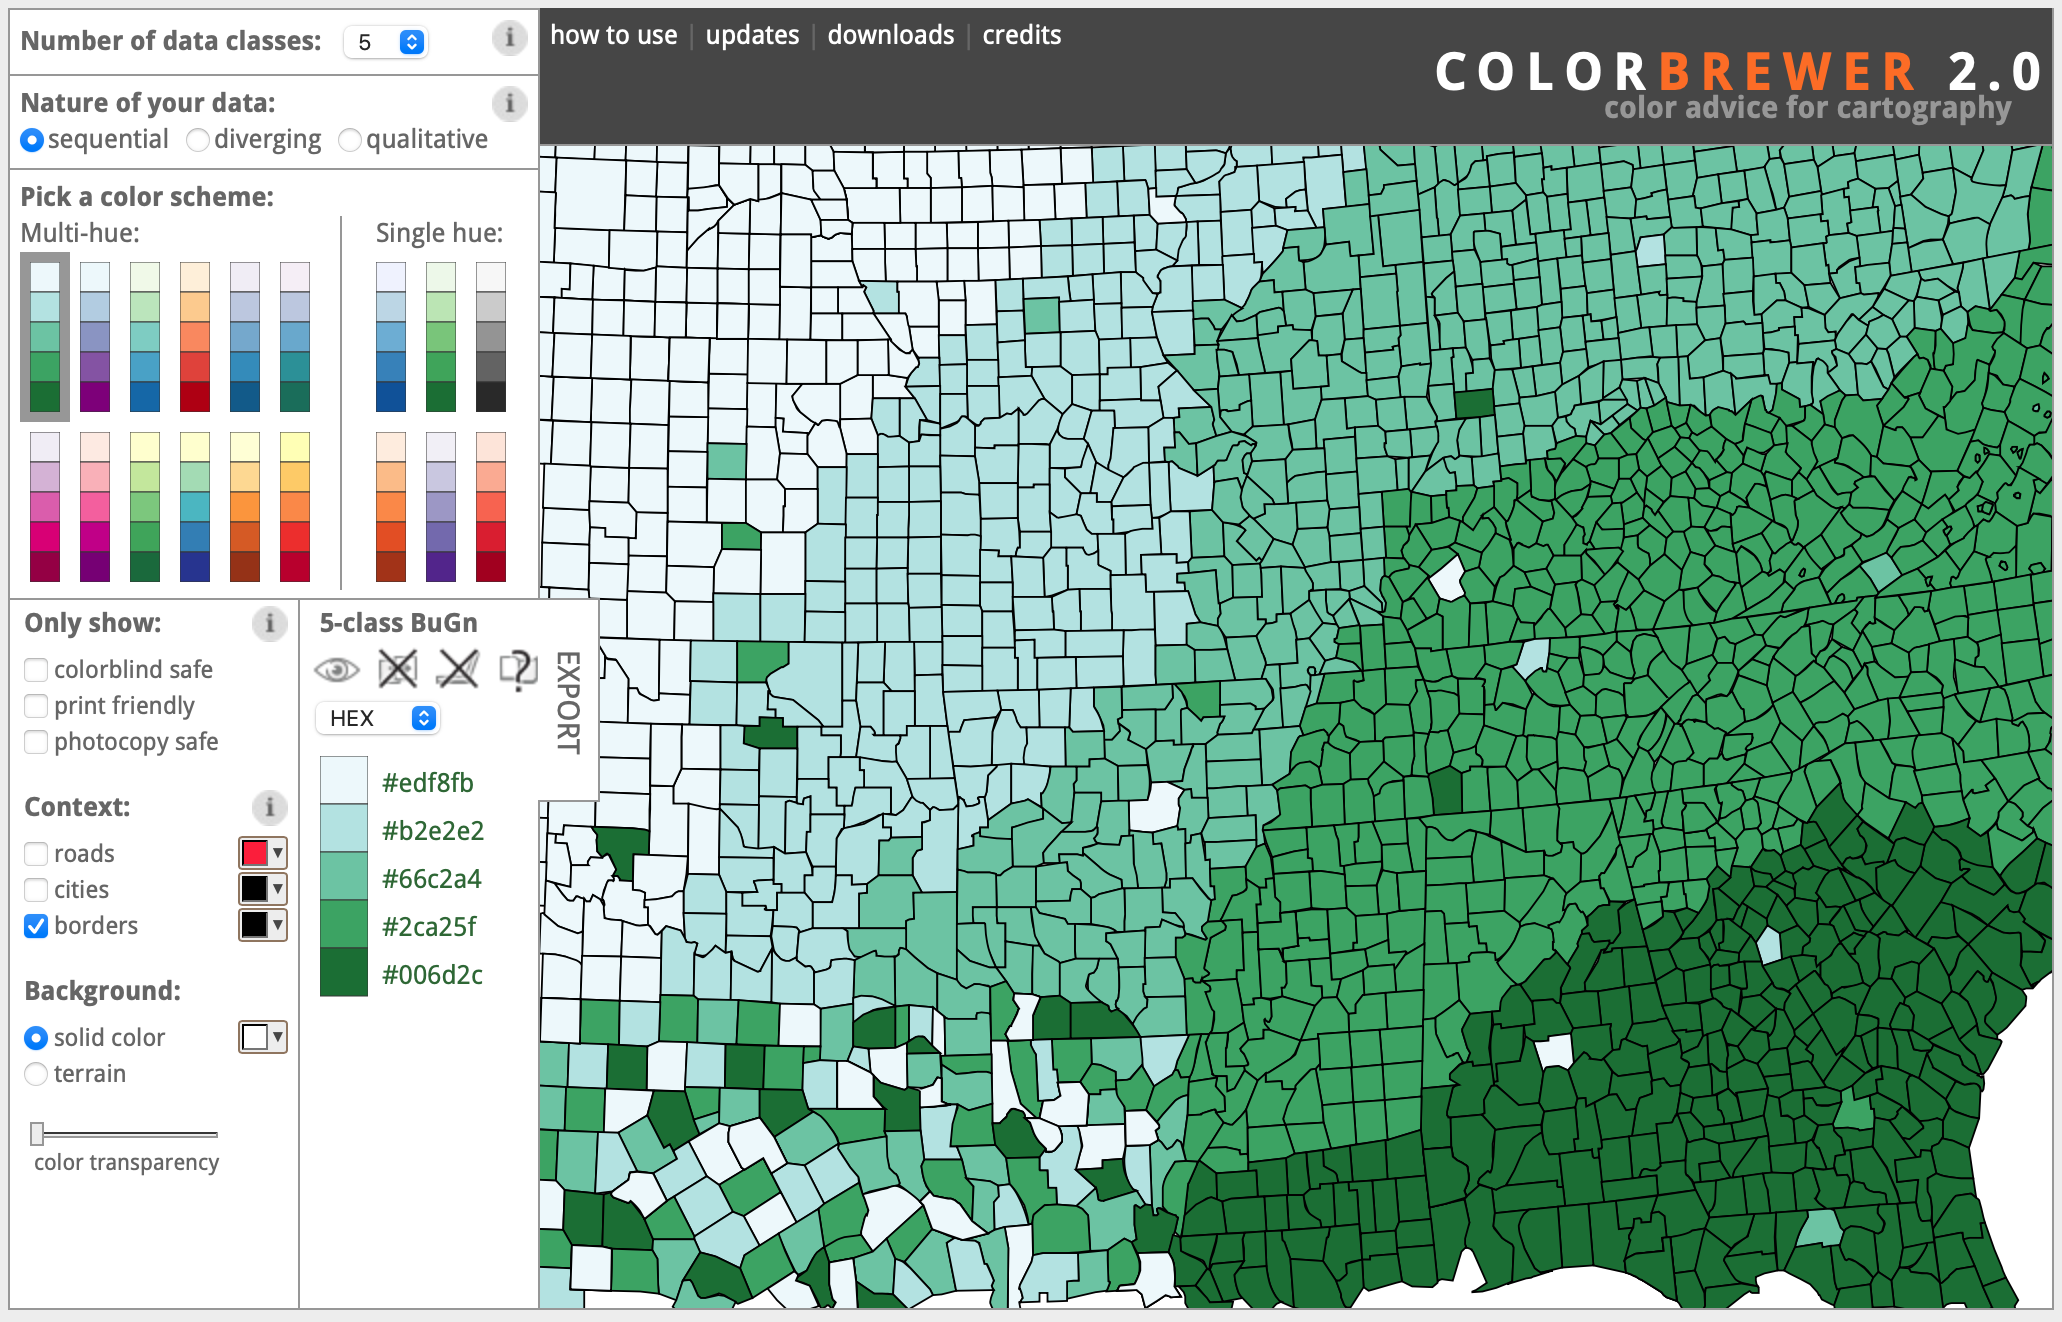 Number of data classes: 5
how to use | updates | downloads | credits
COLORBREWER 2.0
color advice for cartography
Nature of your data:
sequential diverging qualitative
Pick a color scheme:
Multi-hue: Single hue:
Only show:
colorblind safe
print friendly
photocopy safe
Context:
roads
cities
borders
Background:
solid color
terrain
color transparency
5-class BuGn
HEX
#edf8fb
#b2e2e2
#66c2a4
#2ca25f
#006d2c
EXPORT